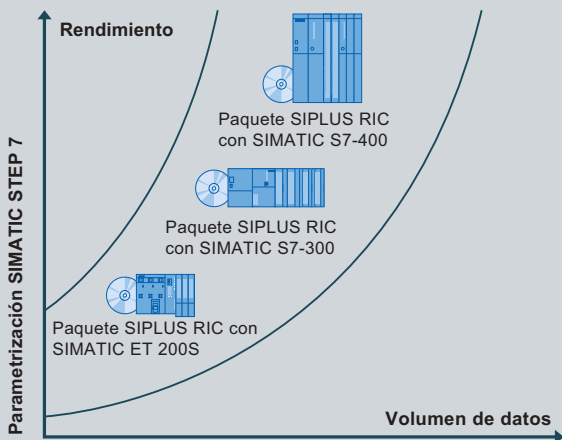 Rendimiento
Paquete SIPLUS RIC
con SIMATIC S7-400
Paquete SIPLUS RIC
con SIMATIC S7-300
Paquete SIPLUS RIC con
SIMATIC ET 200S
Parametrización SIMATIC STEP 7
Volumen de datos